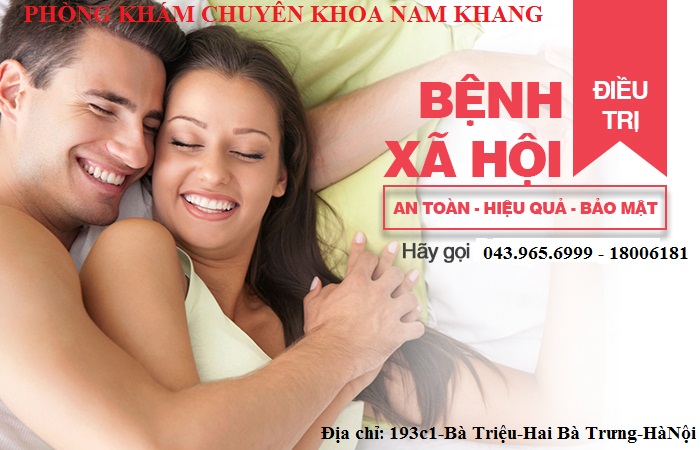 PHÒNG KHÁM CHUYÊN KHOA NAM KHANG
ĐIỀU
TRỊ
BỆNH
XÃ HỘI
AN TOÀN - HIỆU QUẢ - BẢO MẬT
Hãy gọi 043.965.6999 - 18006181
Địa chỉ: 193c1-Bà Triệu-Hai Bà Trưng-HàNội